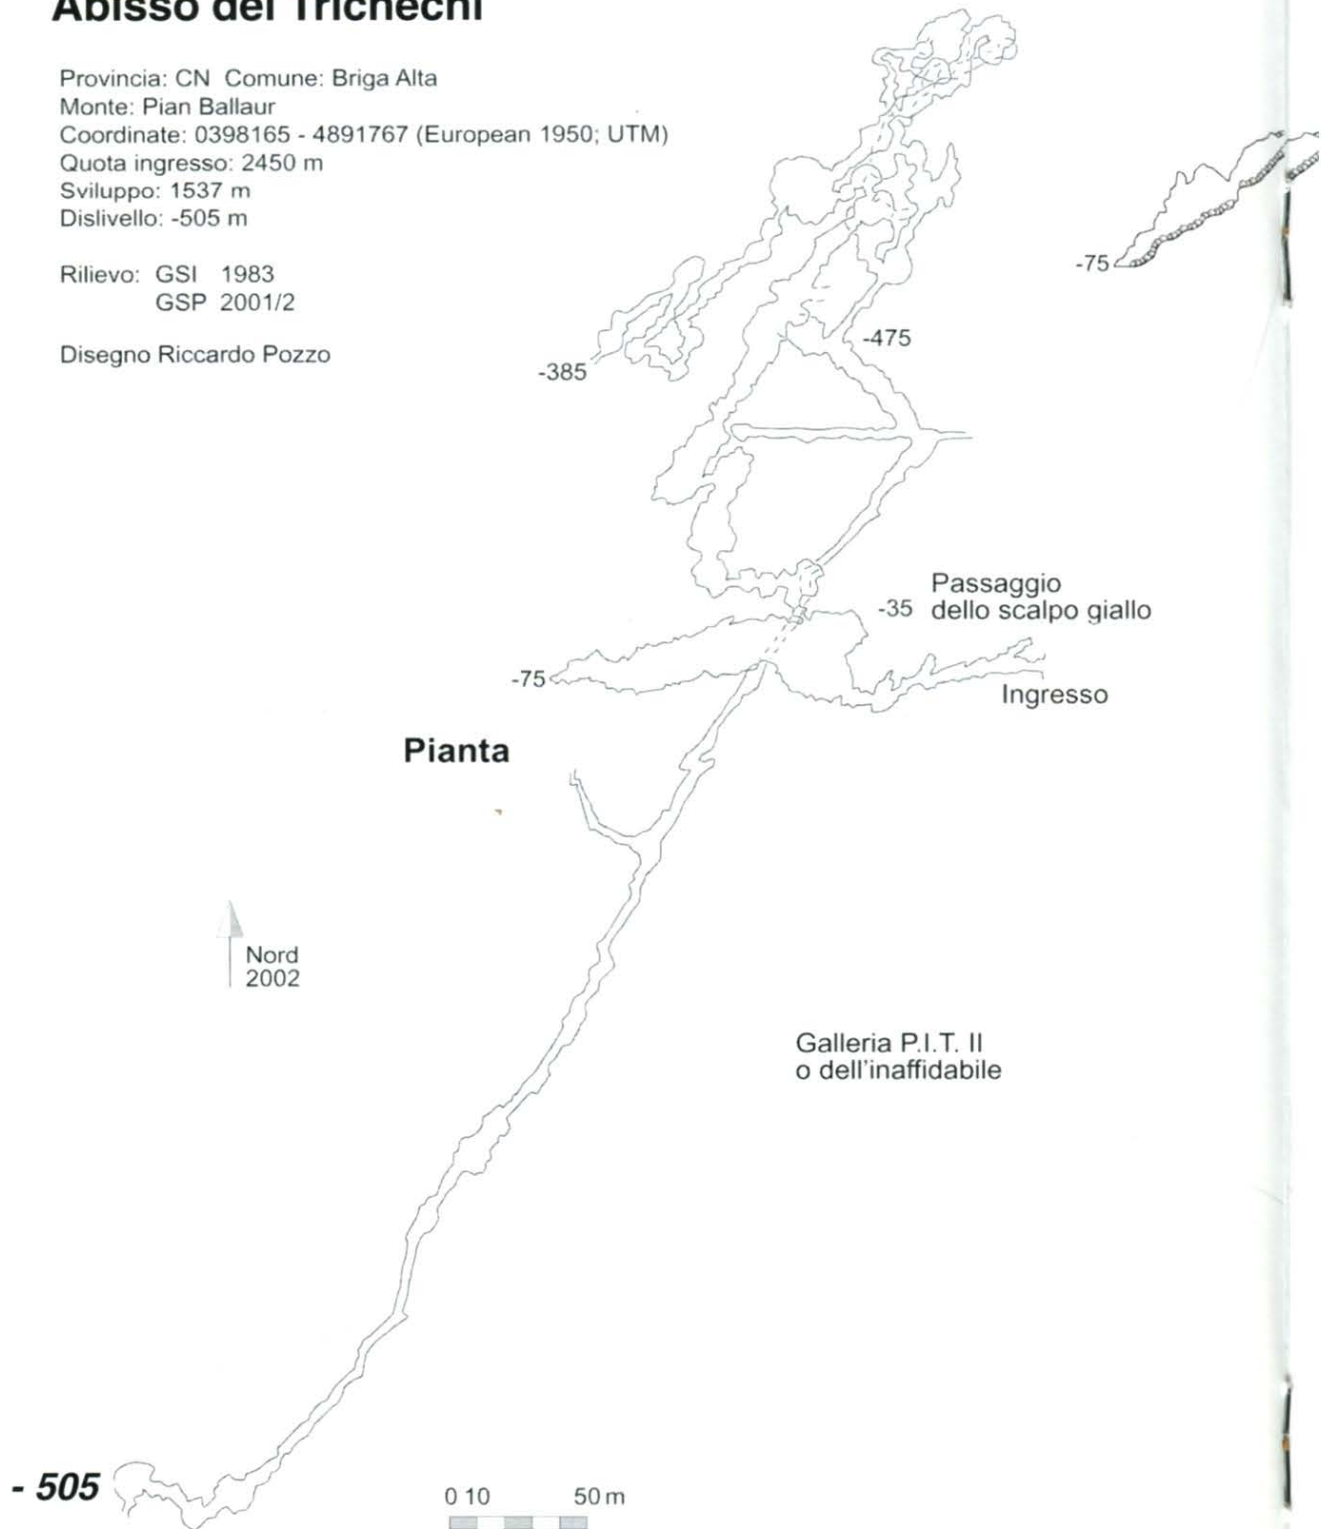 Abisso dei Trichechi
Provincia: CN Comune: Briga Alta
Monte: Pian Ballaur
Coordinate: 0398165 - 4891767 (European 1950; UTM)
Quota ingresso: 2450 m
Sviluppo: 1537 m
Dislivello: -505 m
Rilievo: GSI 1983
GSP 2001/2
Disegno Riccardo Pozzo
-75
-475
-385
Passaggio
-35 dello scalpo giallo
-75
Ingresso
Pianta
Nord
2002
Galleria P.I.T. II
o dell'inaffidabile
- 505
0 10 50 m